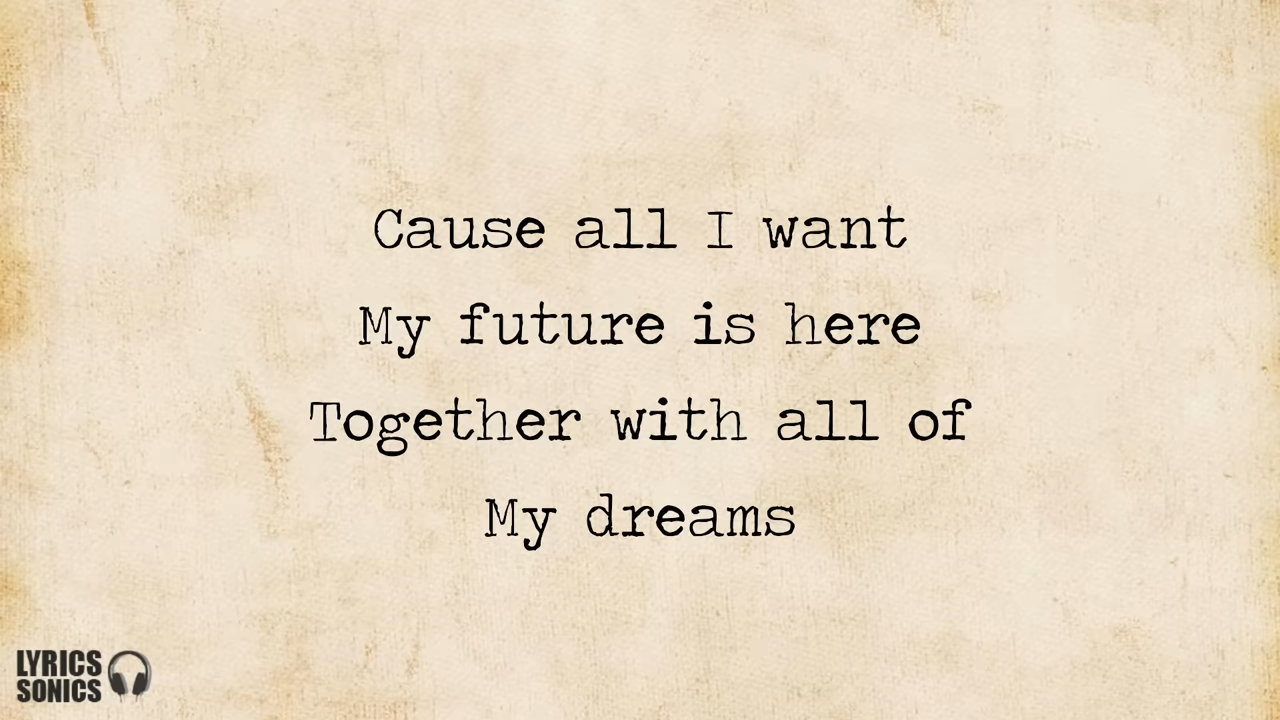 Cause all I want
My future is here
Together with all of
My dreams
LYRICS
SONICS